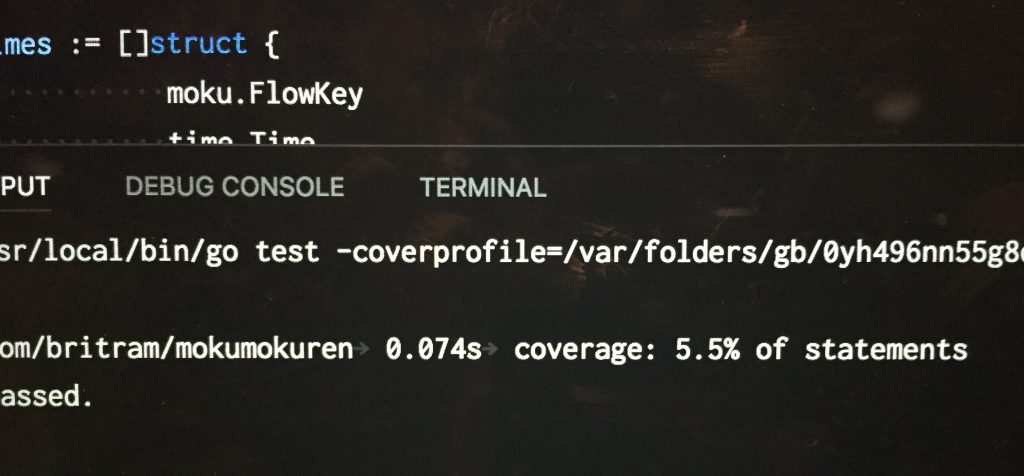 imes := []struct {
moku.FlowKey
time.Time
PUT
DEBUG CONSOLE
TERMINAL
sr/local/bin/go test -coverprofile=/var/folders/gb/0yh496nn55g8
om/britram/mokumokuren→ 0.074s→ coverage: 5.5% of statements
assed.